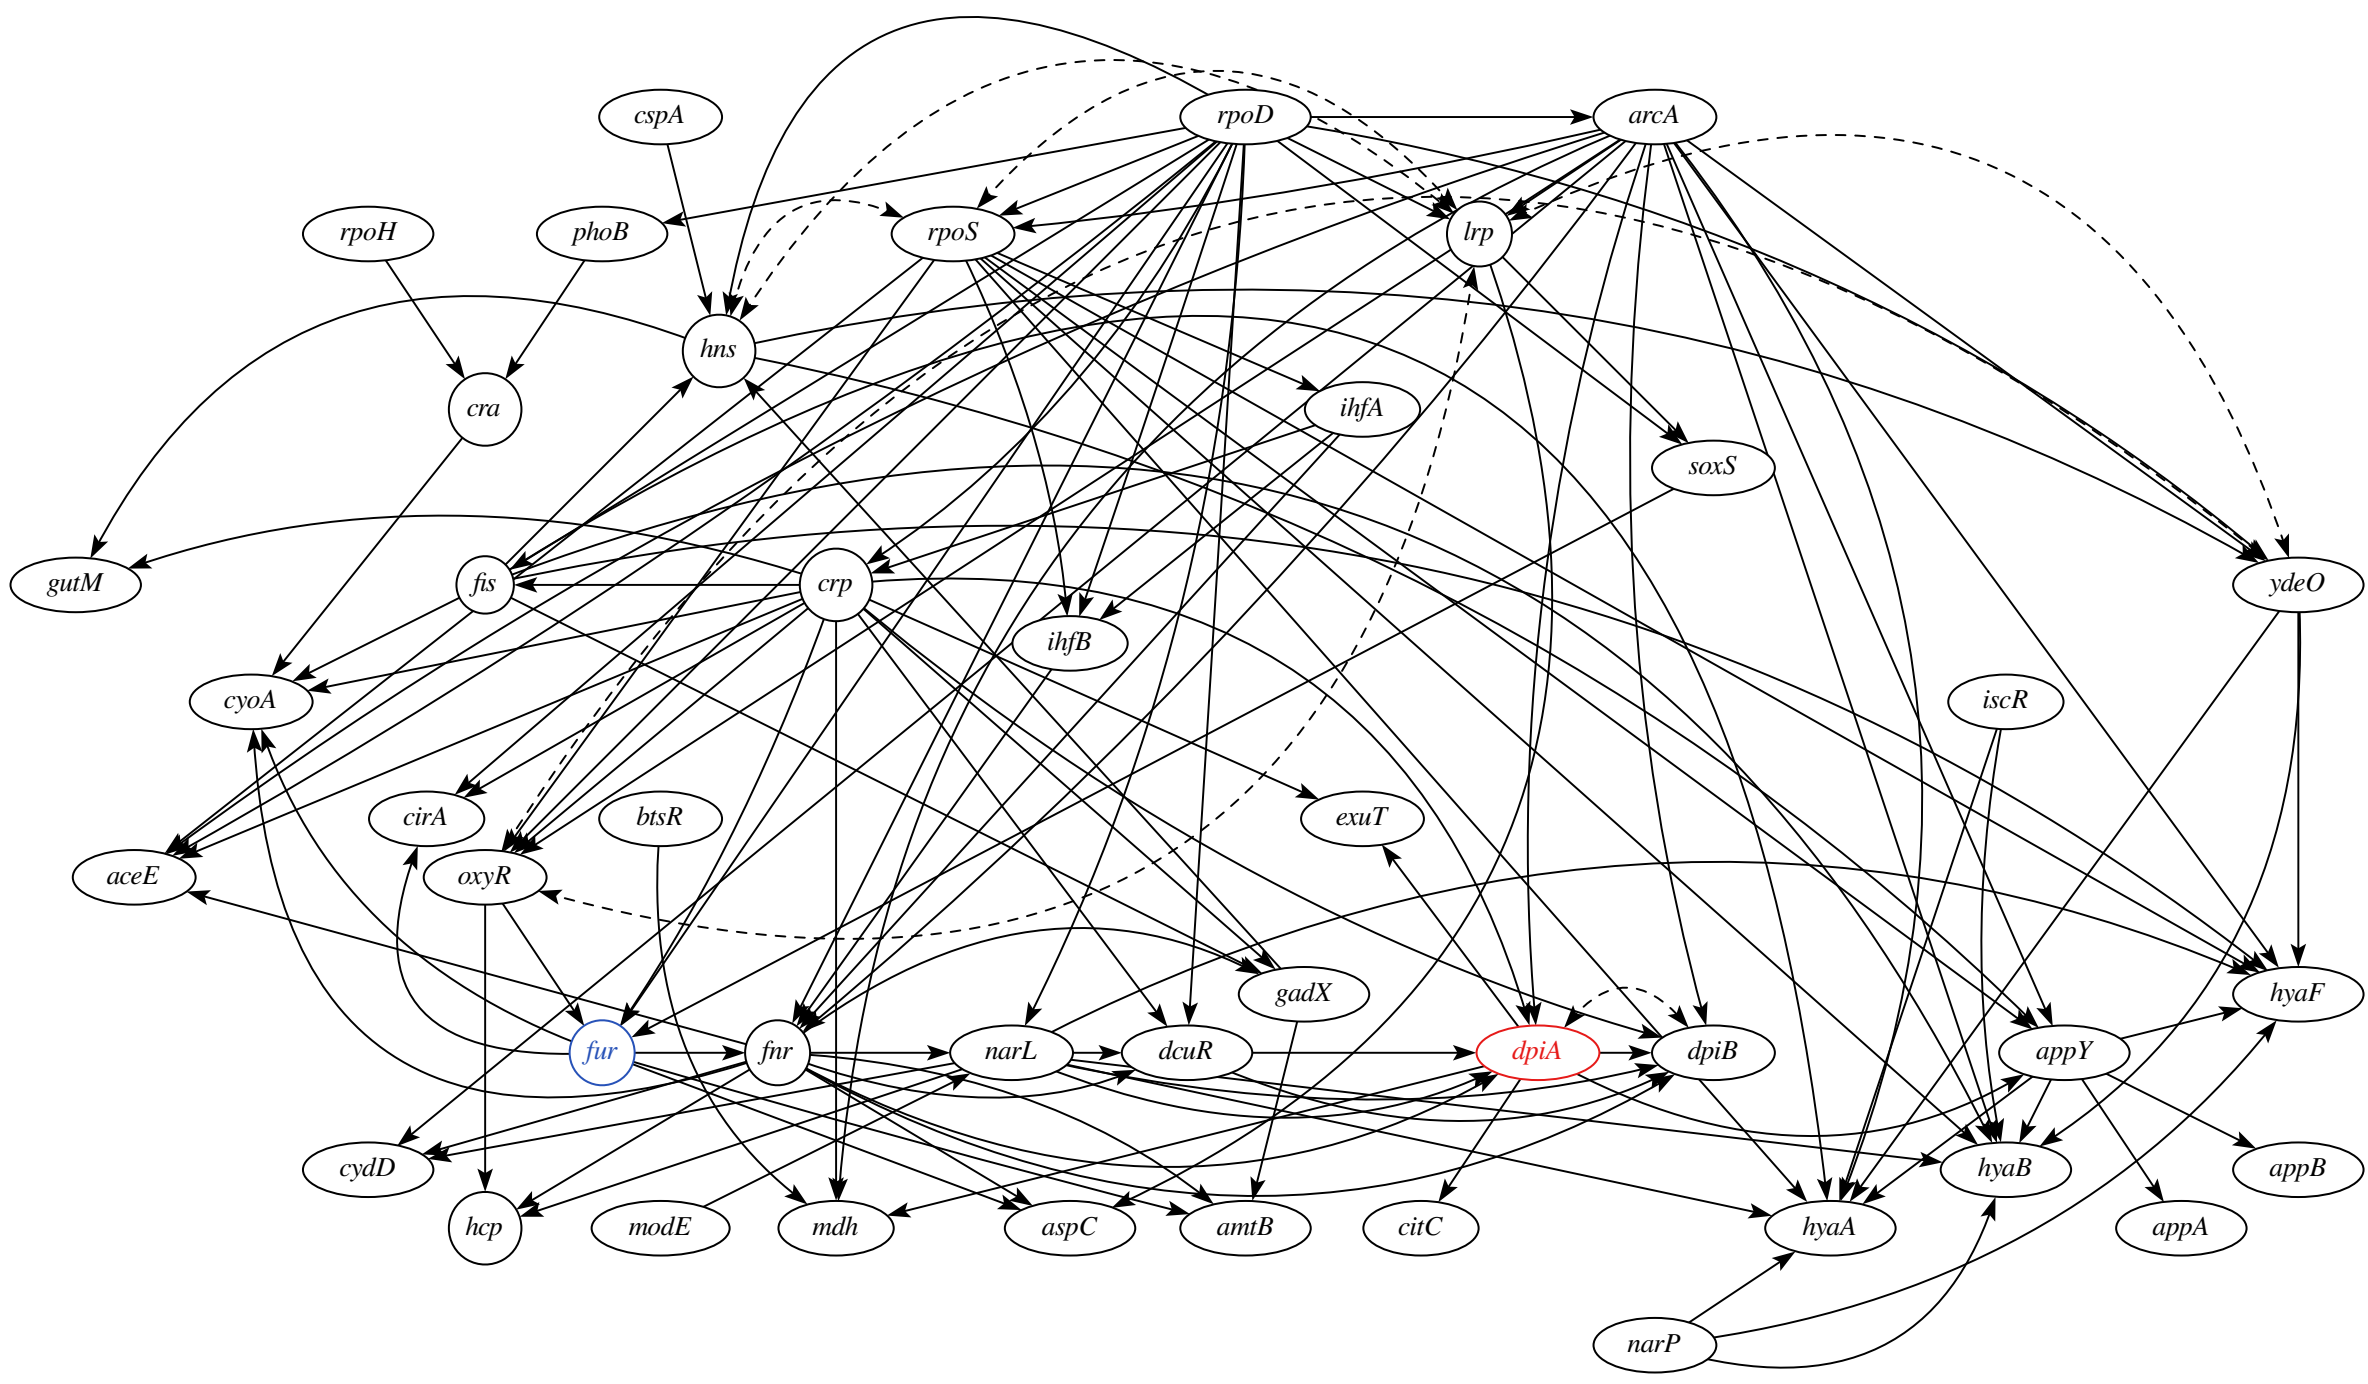 cspA
rpoD
arcA
rpoH
phoB
rpoS
lrp
hns
cra
ihfA
soxS
gutM
fis
crp
ydeO
ihfB
cyoA
iscR
cirA
btsR
exuT
aceE
oxyR
gadX
hyaF
fur
fnr
narL
dcuR
dpiA
dpiB
appY
cydD
hyaB
appB
hcp
modE
mdh
aspC
amtB
citC
hyaA
appA
narP